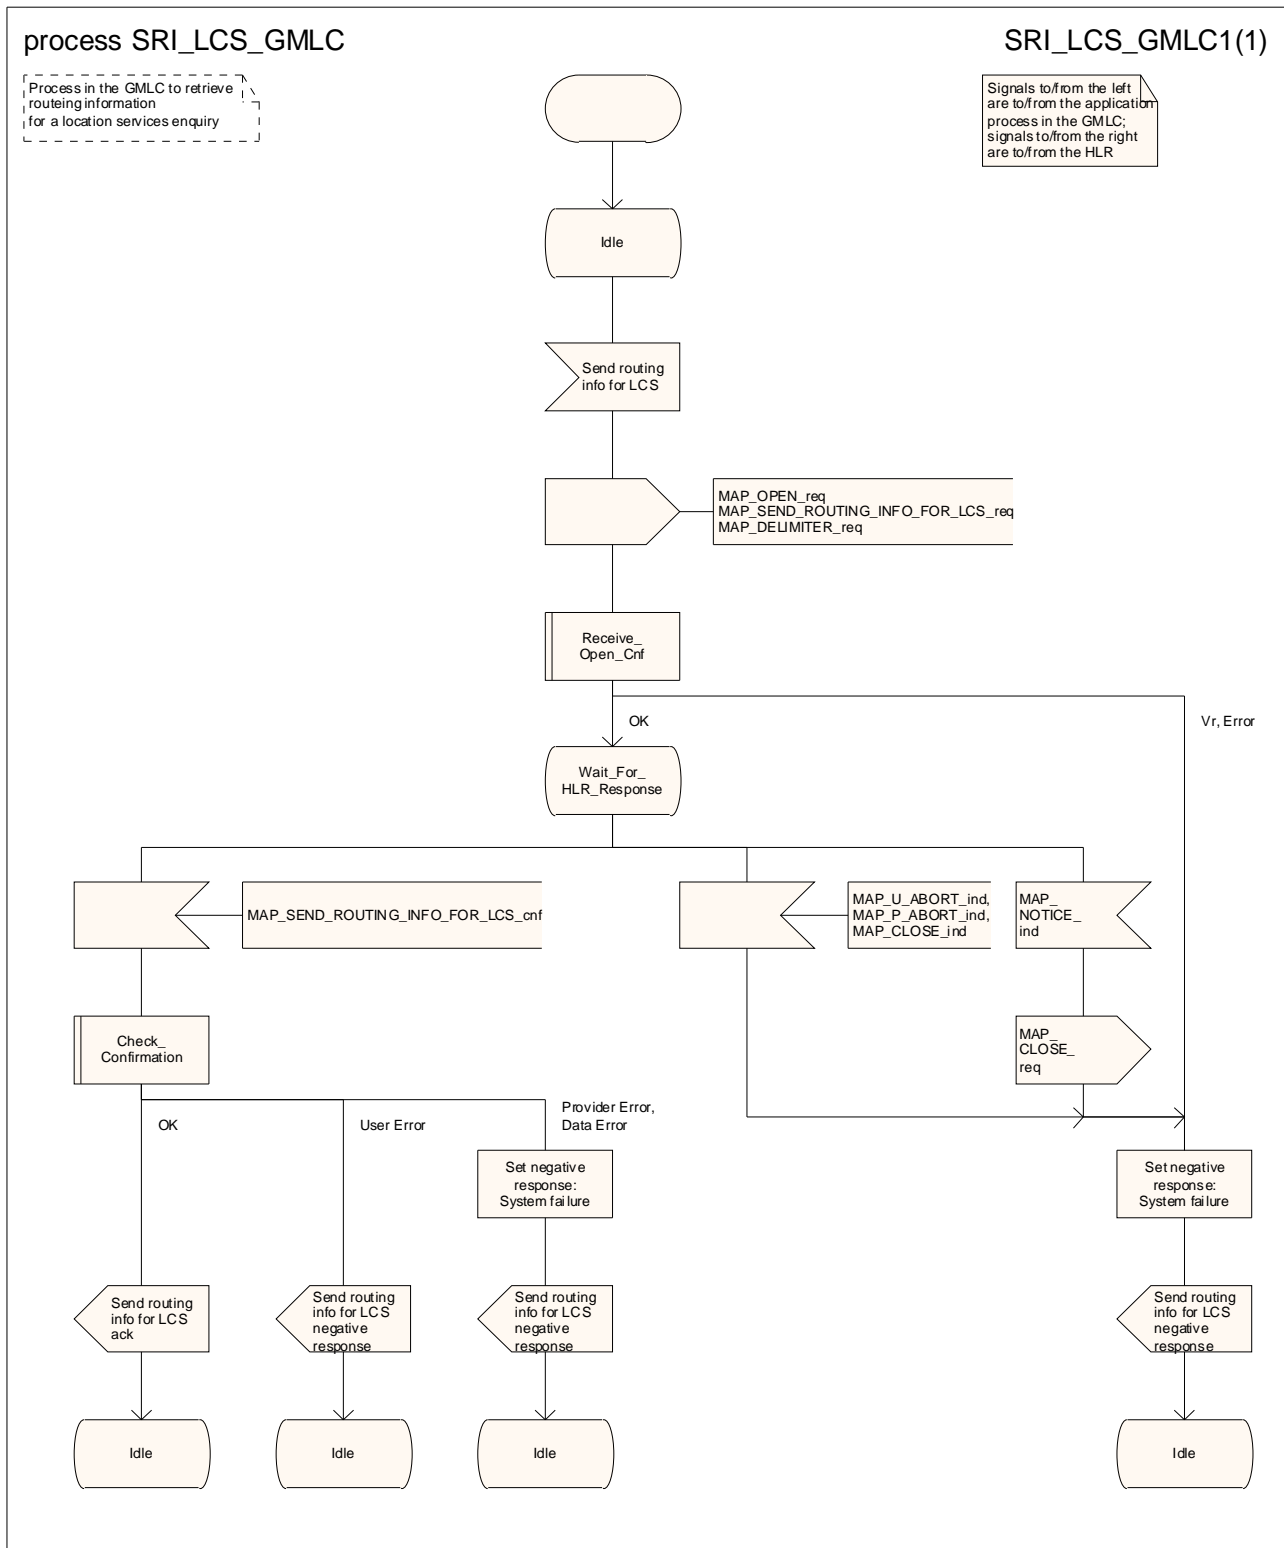 process SRI_LCS_GMLC
SRI_LCS_GMLC1(1)
Process in the GMLC to retrieve
routeing information
for a location services enquiry
Signals to/from the left
are to/from the application
process in the GMLC;
signals to/from the right
are to/from the HLR
Idle
Send routing
info for LCS
MAP_OPEN_req
MAP_SEND_ROUTING_INFO_FOR_LCS_req
MAP_DELIMITER_req
Receive_
Open_Cnf
OK
Vr, Error
Wait_For_
HLR_Response
MAP_SEND_ROUTING_INFO_FOR_LCS_cnf
MAP_U_ABORT_ind,
MAP_P_ABORT_ind,
MAP_CLOSE_ind
MAP_
NOTICE_
ind
Check_
Confirmation
MAP_
CLOSE_
req
OK
User Error
Provider Error,
Data Error
Set negative
response:
System failure
Set negative
response:
System failure
Send routing
info for LCS
ack
Send routing
info for LCS
negative
response
Send routing
info for LCS
negative
response
Send routing
info for LCS
negative
response
Idle
Idle
Idle
Idle